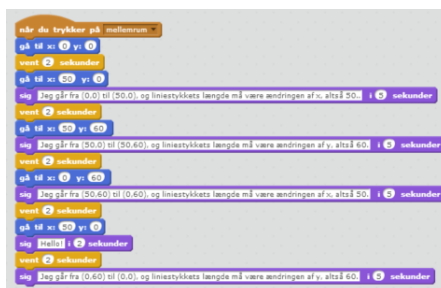 når du trykker på mellemrum
gå til x: 0 y: 0
vent 2 sekunder
gå til x: 50 y: 0
sig Jeg går fra (0,0) til (50,0), og liniestykkets længde må være ændringen af x, altså 50.. i 5 sekunder
vent 2 sekunder
gå til x: 50 y: 60
sig Jeg går fra (50,0) til (50,60), og liniestykkets længde må være ændringen af y, altså 60. i 5 sekunder
vent 2 sekunder
gå til x: 0 y: 60
sig Jeg går fra (50,60) til (0,60), og liniestykkets længde må være ændringen af x, altså 50. i 5 sekunder
vent 2 sekunder
gå til x: 50 y: 0
sig Hello! i 2 sekunder
vent 2 sekunder
sig Jeg går fra (0,60) til (0,0), og liniestykkets længde må være ændringen af y, altså 60. i 5 sekunder